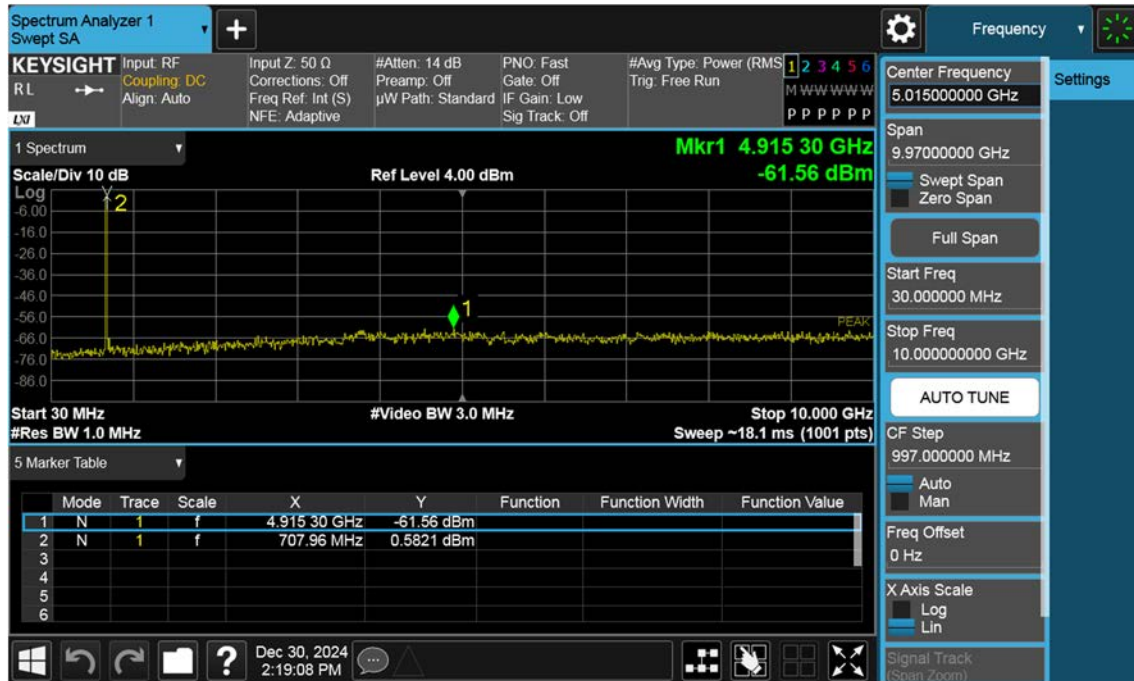 Spectrum Analyzer 1
Swept SA
+
Frequency
KEYSIGHT
RL
LXI
Input: RF
Coupling: DC
Align: Auto
Input Z: 50 Ω
Corrections: Off
Freq Ref: Int (S)
NFE: Adaptive
#Atten: 14 dB
Preamp: Off
µW Path: Standard
PNO: Fast
Gate: Off
IF Gain: Low
Sig Track: Off
#Avg Type: Power (RMS
Trig: Free Run
1 2 3 4 5 6
M W W W W W
P P P P P P
Center Frequency
5.015000000 GHz
Settings
1 Spectrum
Mkr1 4.915 30 GHz
-61.56 dBm
Scale/Div 10 dB
Ref Level 4.00 dBm
Log
-6.00
-16.0
-26.0
-36.0
-46.0
-56.0
-66.0
-76.0
-86.0
2
1
PEAK
Start 30 MHz
#Video BW 3.0 MHz
Stop 10.000 GHz
#Res BW 1.0 MHz
Sweep ~18.1 ms (1001 pts)
Span
9.97000000 GHz
Swept Span
Zero Span
Full Span
Start Freq
30.000000 MHz
Stop Freq
10.000000000 GHz
AUTO TUNE
CF Step
997.000000 MHz
Auto
Man
Freq Offset
0 Hz
X Axis Scale
Log
Lin
Signal Track
(Span Zoom)
5 Marker Table
Mode Trace Scale X Y Function Function Width Function Value
1 N 1 f 4.915 30 GHz -61.56 dBm
2 N 1 f 707.96 MHz 0.5821 dBm
3
4
5
6
?
Dec 30, 2024
2:19:08 PM